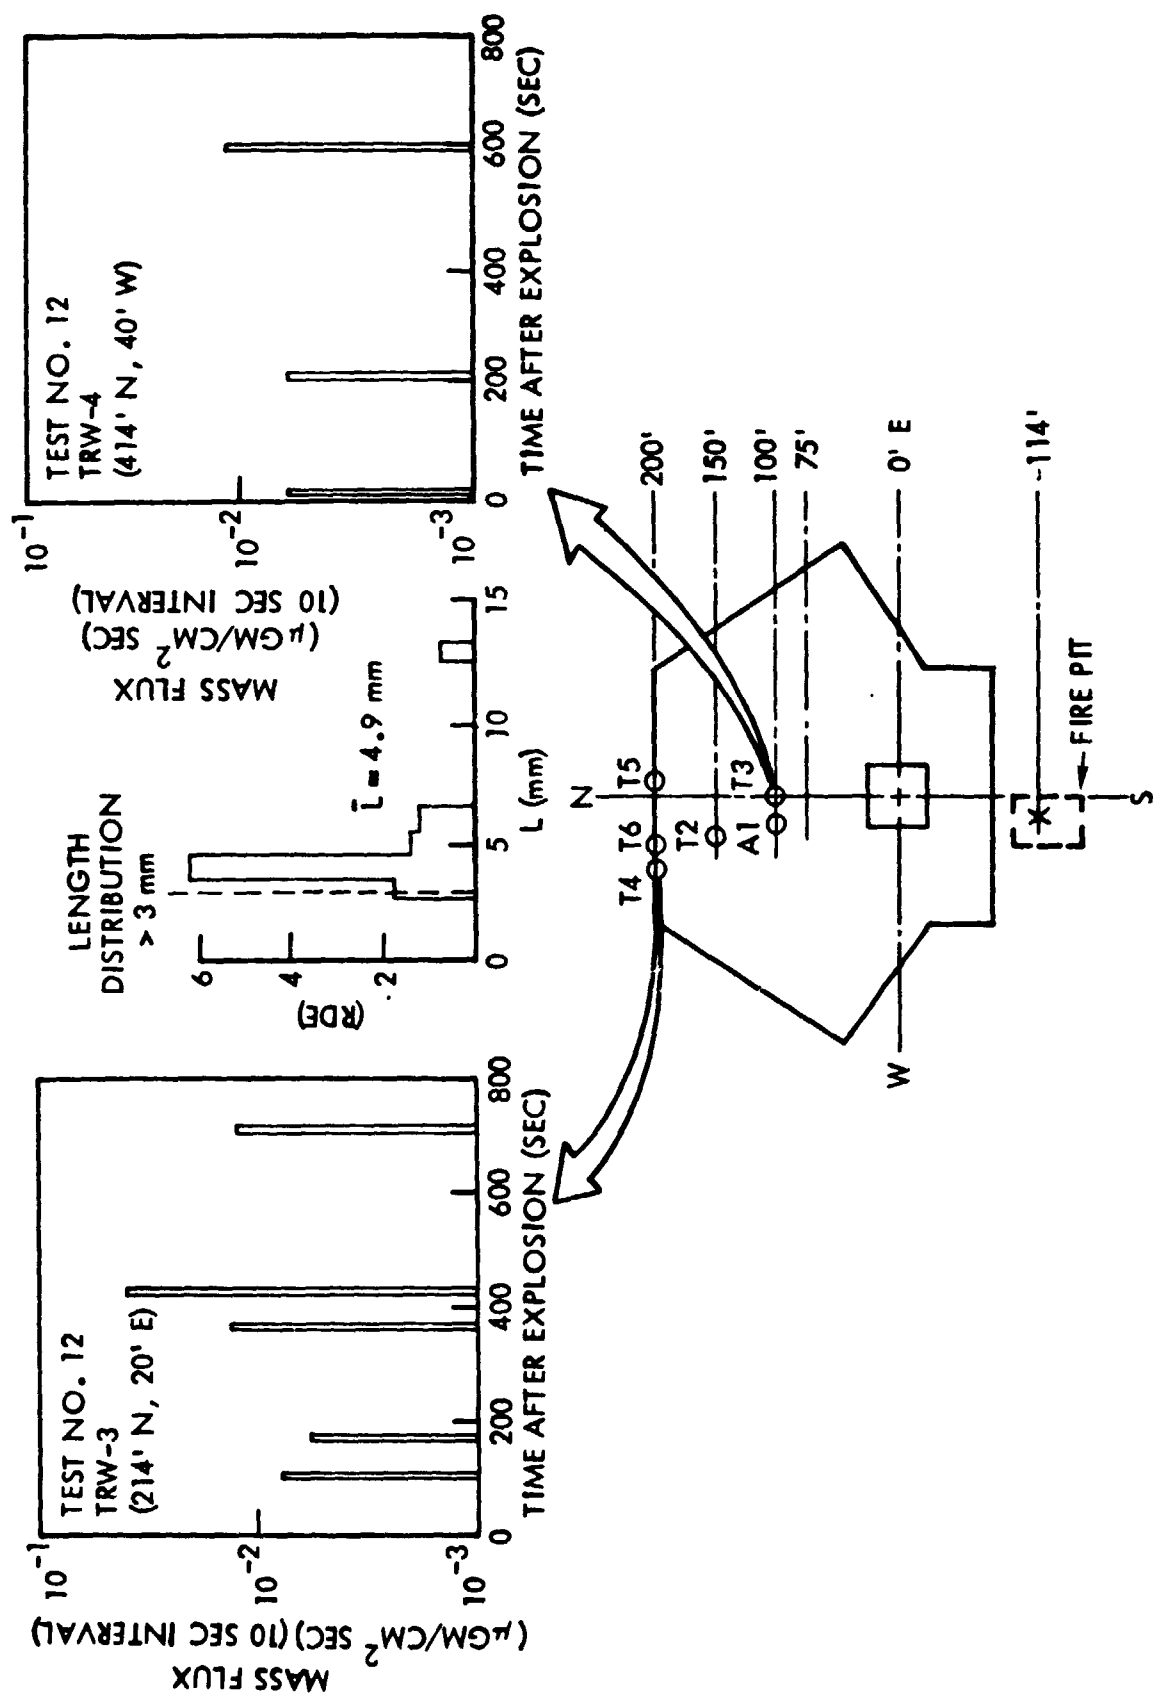 MASS FLUX
(μGM/CM² SEC) (10 SEC INTERVAL)
10⁻¹
10⁻²
10⁻³
TEST NO. 12
TRW-3
(214' N, 20' E)
0 200 400 600 800
TIME AFTER EXPLOSION (SEC)
LENGTH
DISTRIBUTION
> 3 mm
(RDE)
.6
.4
.2
L̄ = 4.9 mm
0 5 10 15
L (mm)
MASS FLUX
(μGM/CM² SEC)
(10 SEC INTERVAL)
10⁻¹
10⁻²
10⁻³
TEST NO. 12
TRW-4
(414' N, 40' W)
0 200 400 600 800
TIME AFTER EXPLOSION (SEC)
N
T4 T6 T5
200'
T2
150'
A1 T3
100'
75'
W
0' E
-114'
FIRE PIT
S